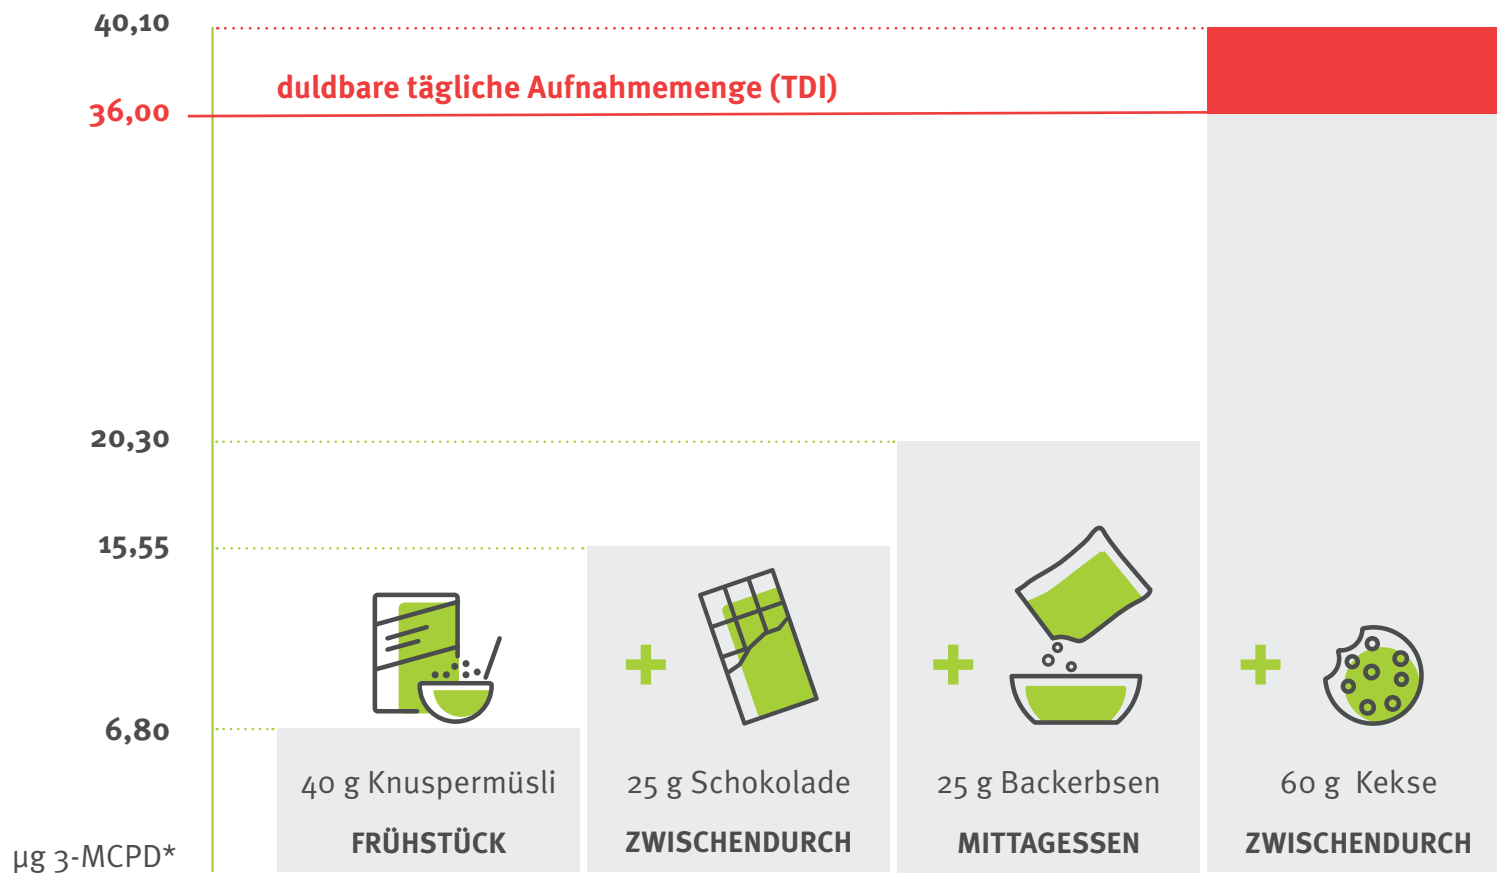 40,10
duldbare tägliche Aufnahmemenge (TDI)
36,00
20,30
15,55
6,80
40 g Knuspermüsli
25 g Schokolade
25 g Backerbsen
60 g Kekse
FRÜHSTÜCK
ZWISCHENDURCH
MITTAGESSEN
ZWISCHENDURCH
µg 3-MCPD*